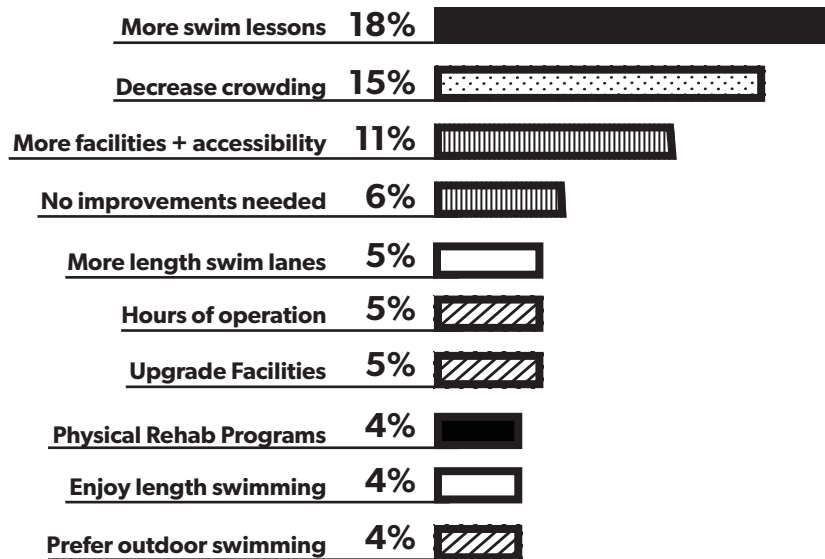 More swim lessons 18%
Decrease crowding 15%
More facilities + accessibility 11%
No improvements needed 6%
More length swim lanes 5%
Hours of operation 5%
Upgrade Facilities 5%
Physical Rehab Programs 4%
Enjoy length swimming 4%
Prefer outdoor swimming 4%